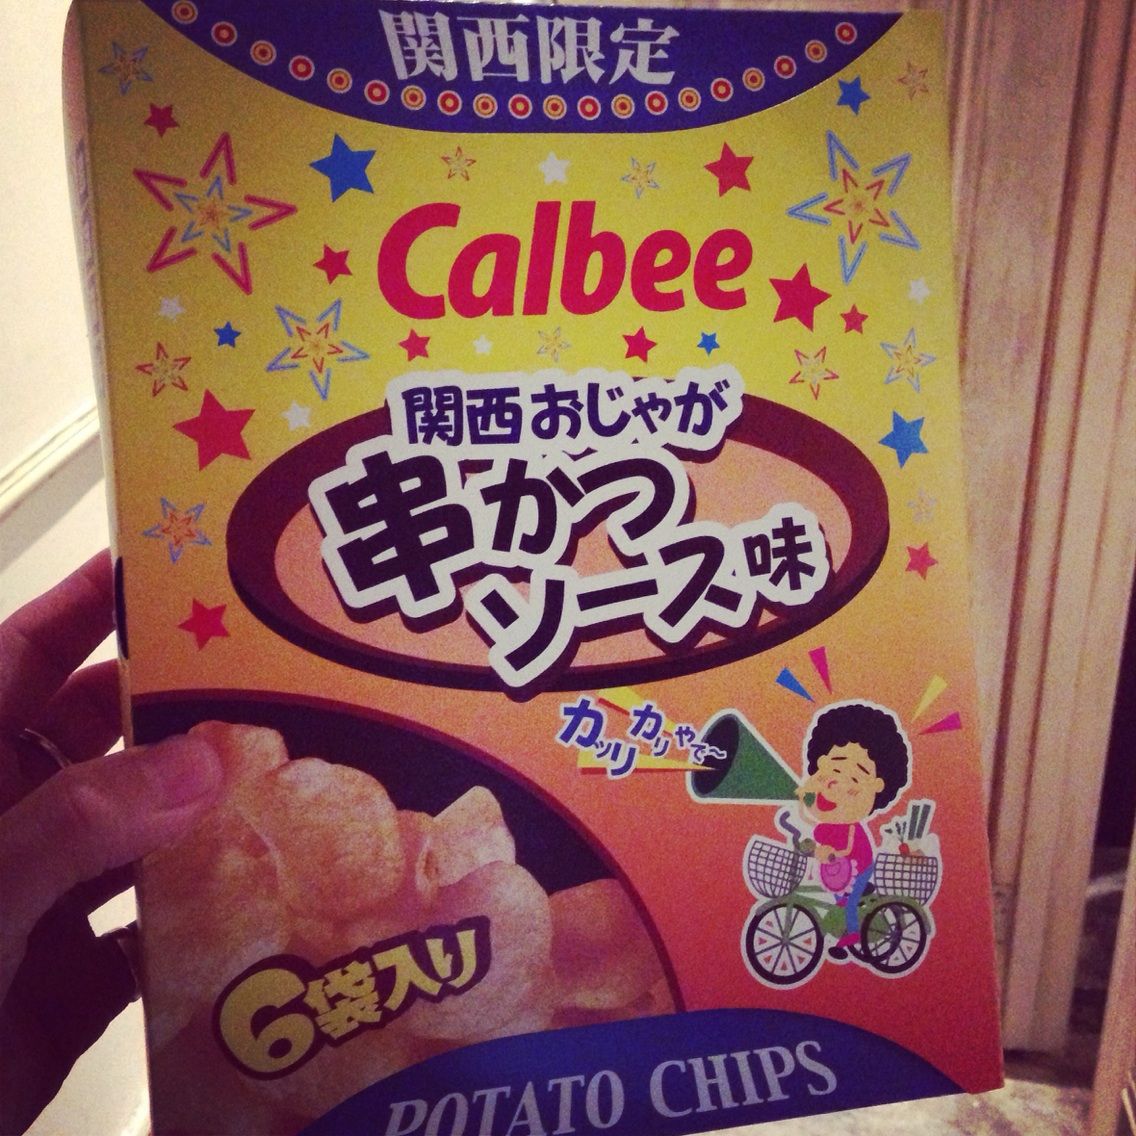 関西限定
Calbee
関西おじゃが
串かつ
ソース味
カッリカリやで〜
6袋入り
POTATO CHIPS